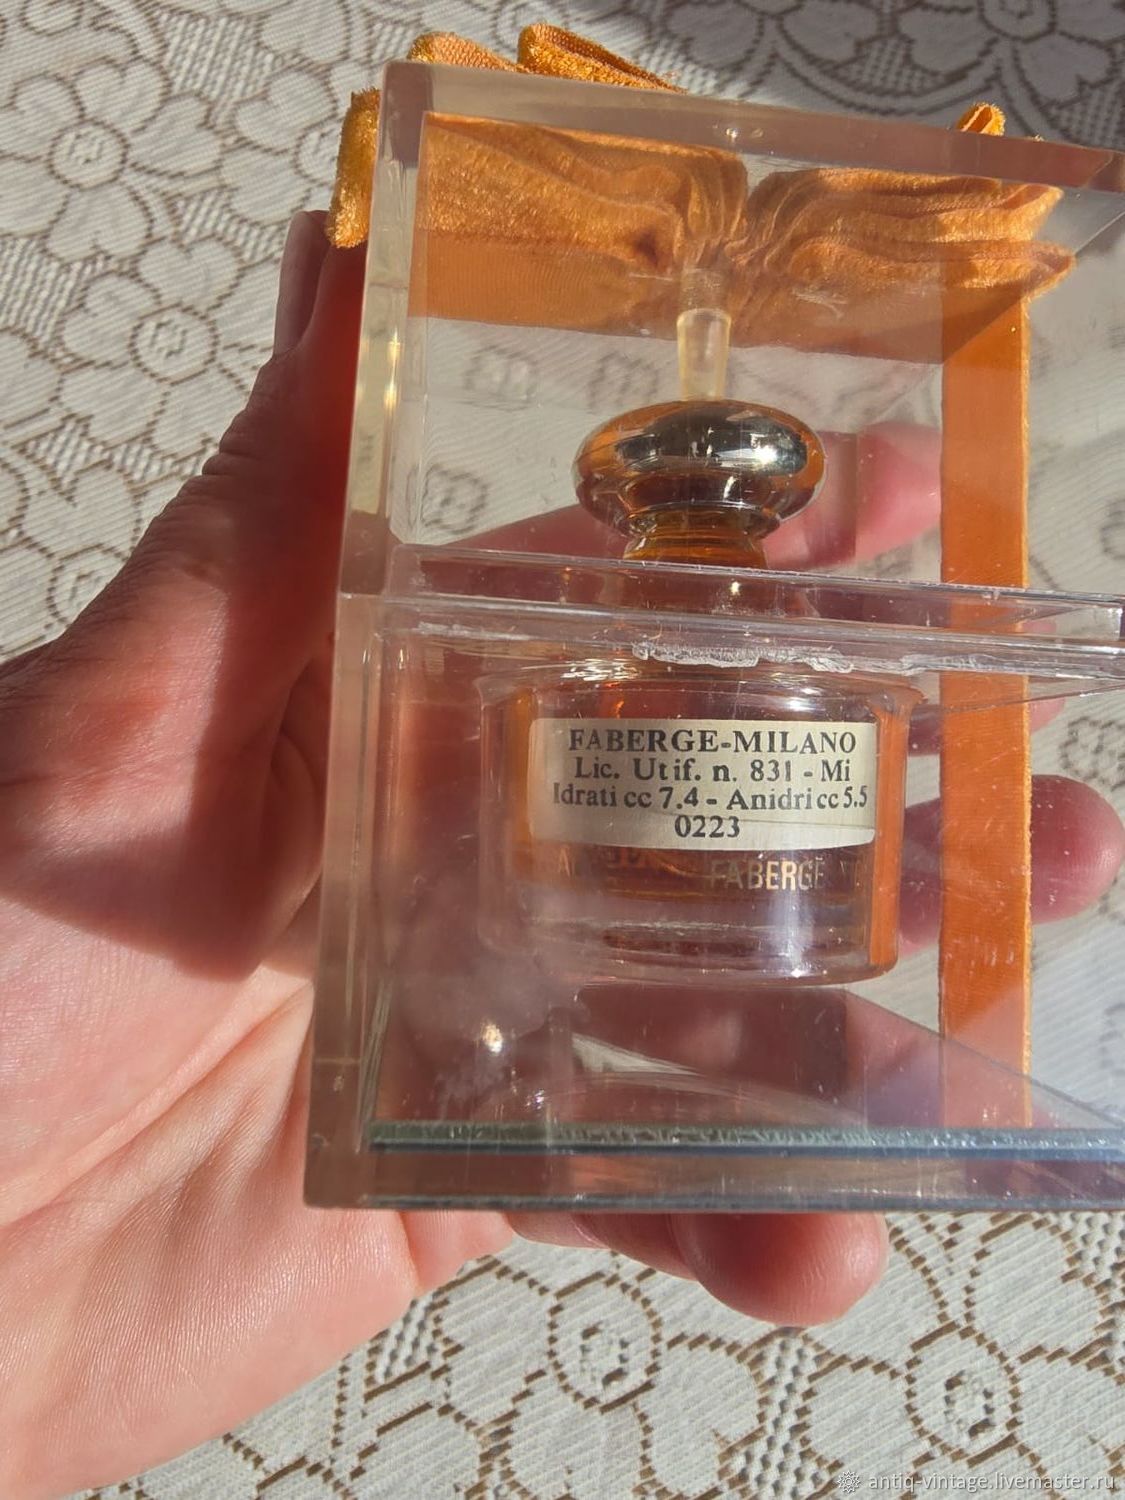 FABERGE-MILANO
Lic. Utif. n. 831 - Mi
Idrati cc 7.4 - Anidri cc 5.5
0223
FABERGÉ
antiq-vintage.livemaster.ru